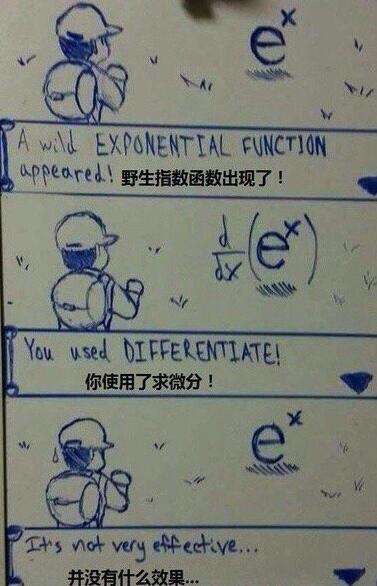 e^x
A wild EXPONENTIAL FUNCTION
appeared! 野生指数函数出现了！
d/dx (e^x)
You used DIFFERENTIATE!
你使用了求微分！
e^x
It's not very effective...
并没有什么效果...